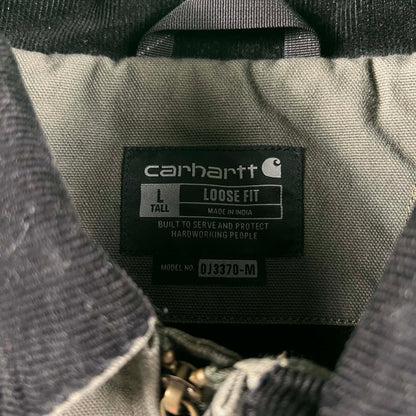 carhartt
L
TALL
LOOSE FIT
MADE IN INDIA
BUILT TO SERVE AND PROTECT
HARDWORKING PEOPLE
MODEL NO. OJ3370-M